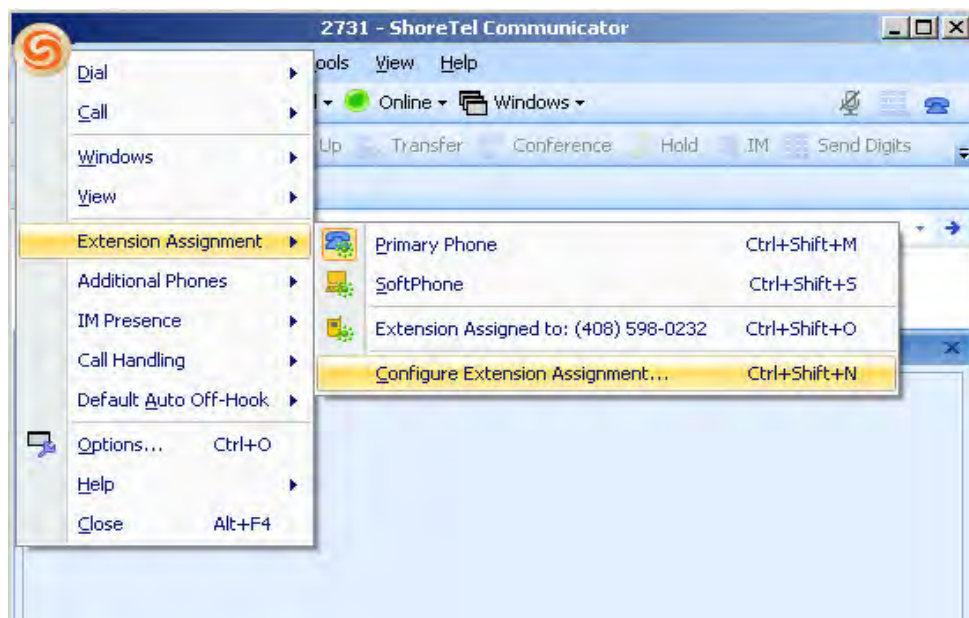 2731 - ShoreTel Communicator
ools View Help
Online Windows
Up Transfer Conference Hold IM Send Digits
Dial
Call
Windows
View
Extension Assignment
Additional Phones
IM Presence
Call Handling
Default Auto Off-Hook
Options... Ctrl+O
Help
Close Alt+F4
Primary Phone Ctrl+Shift+M
SoftPhone Ctrl+Shift+S
Extension Assigned to: (408) 598-0232 Ctrl+Shift+O
Configure Extension Assignment... Ctrl+Shift+N